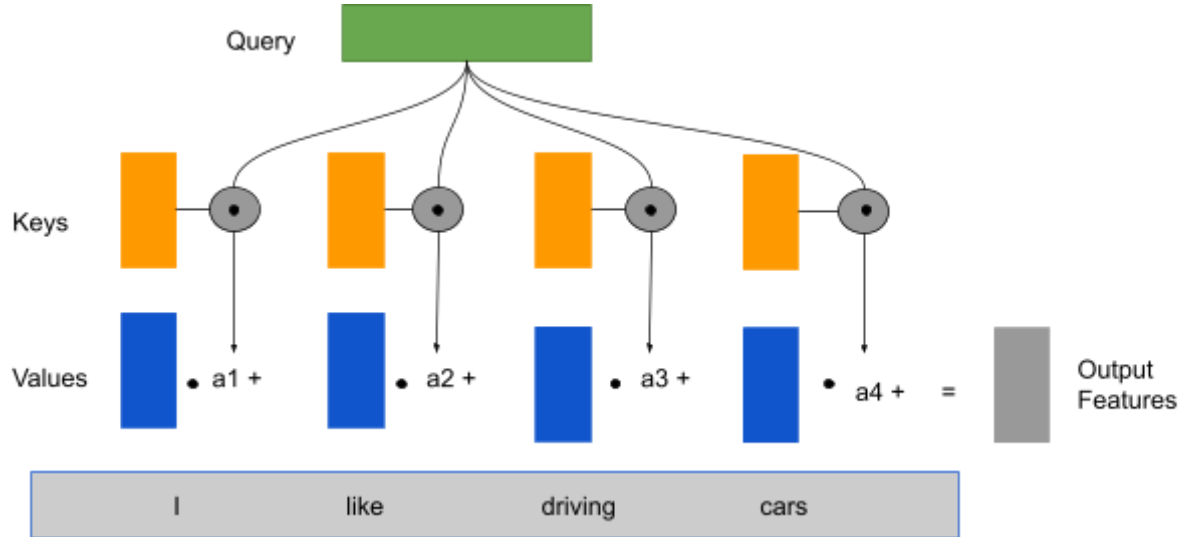 Query
Keys
Values
a1 +
a2 +
a3 +
a4 +
=
Output
Features
I like driving cars